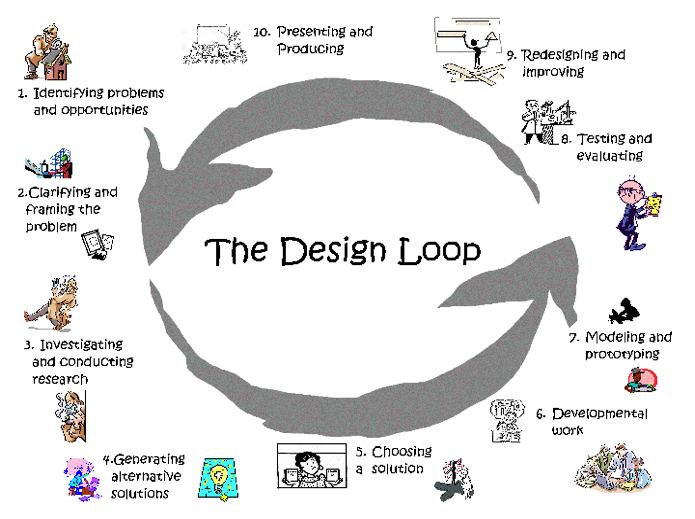 1. Identifying problems
and opportunities
2.Clarifying and
framing the
problem
3. Investigating
and conducting
research
4.Generating
alternative
solutions
5. Choosing
a solution
6. Developmental
work
7. Modeling and
prototyping
8. Testing and
evaluating
9. Redesigning and
improving
10. Presenting and
Producing
The Design Loop